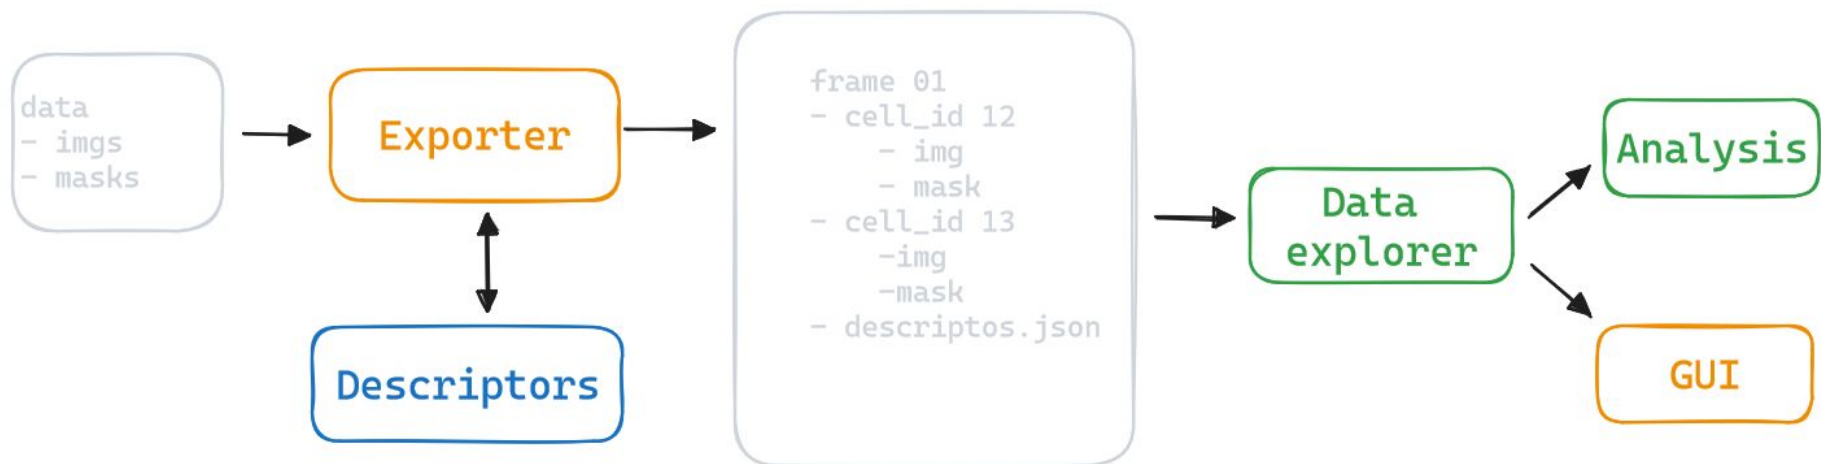 data
- imgs
- masks
Exporter
Descriptors
frame 01
- cell_id 12
- img
- mask
- cell_id 13
-img
-mask
- descriptos.json
Data
explorer
Analysis
GUI